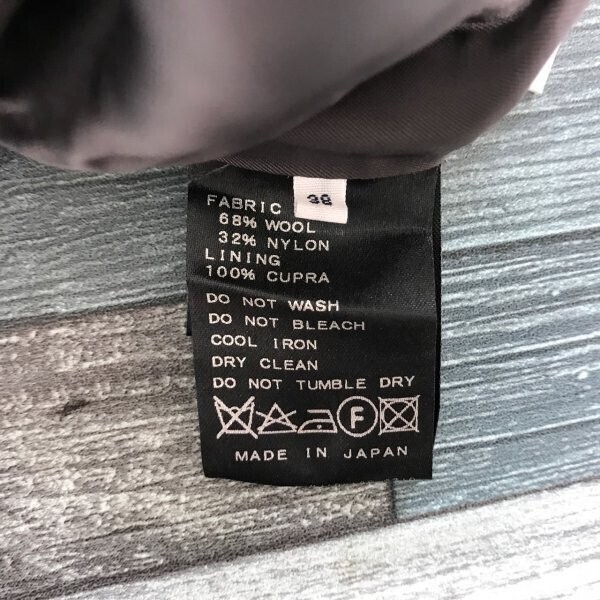 38
FABRIC
68% WOOL
32% NYLON
LINING
100% CUPRA
DO NOT WASH
DO NOT BLEACH
COOL IRON
DRY CLEAN
DO NOT TUMBLE DRY
F
MADE IN JAPAN